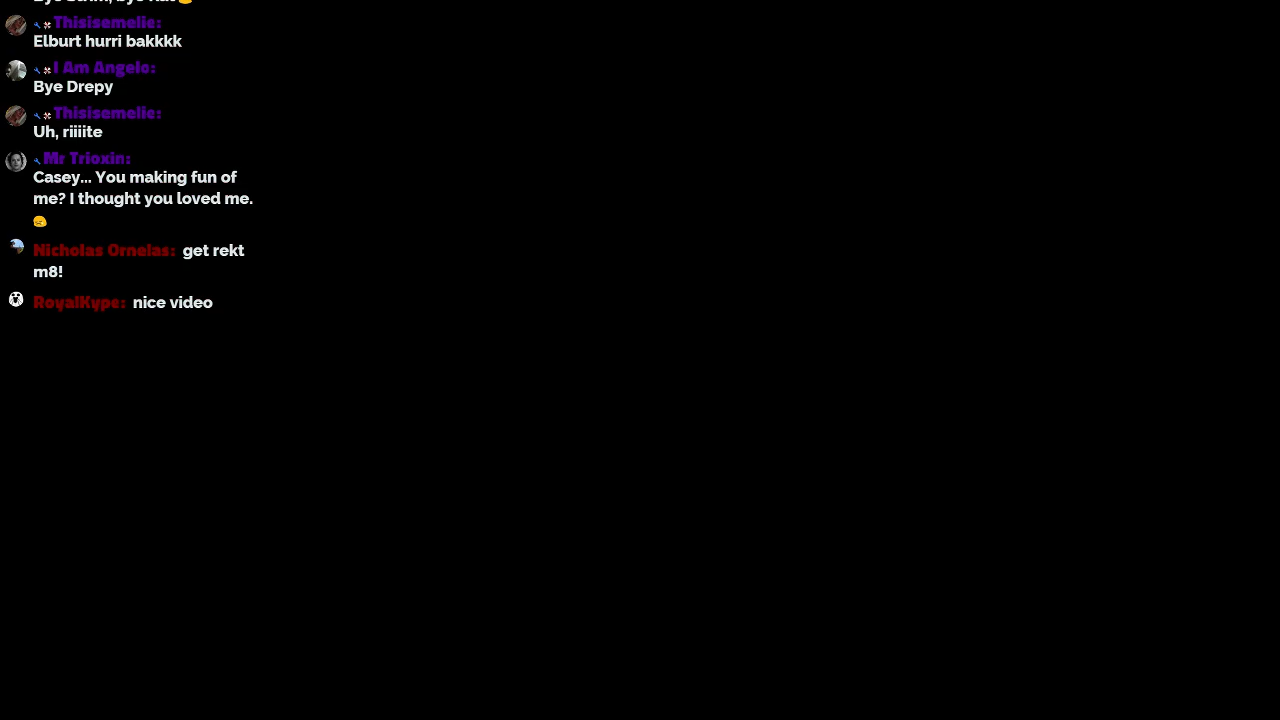 Thisisemelie:
Elburt hurri bakkkk
I Am Angelo:
Bye Drepy
Thisisemelie:
Uh, riiiite
Mr Trioxin:
Casey... You making fun of
me? I thought you loved me.
Nicholas Ornelas: get rekt
m8!
RoyalHype: nice video